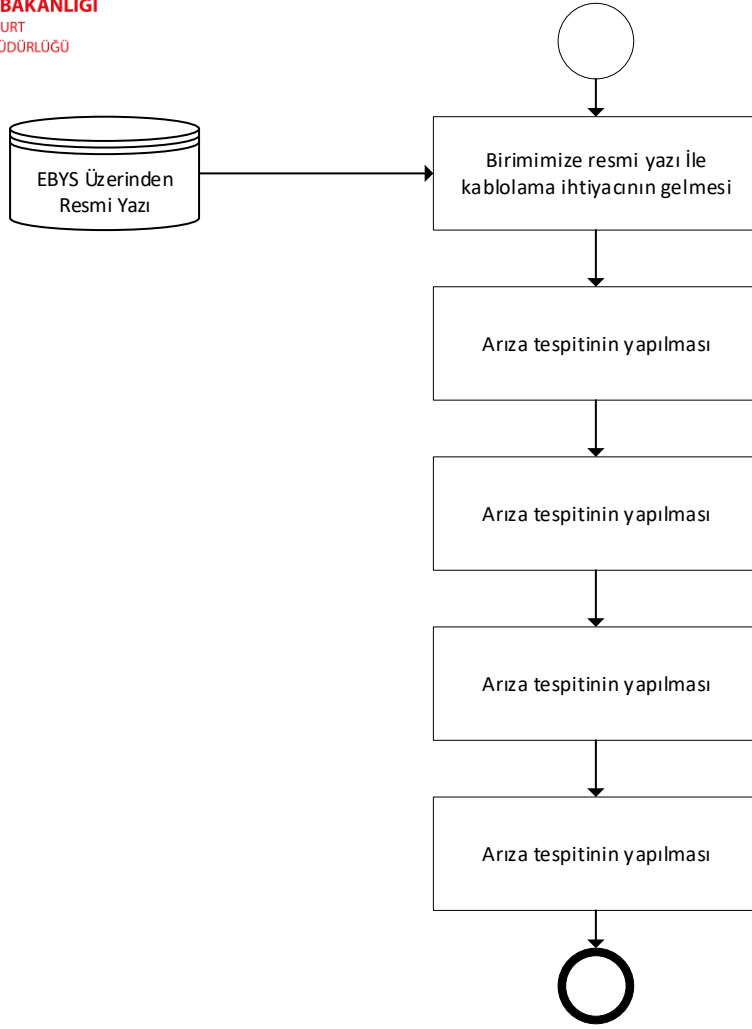 BAKANLIĞI
URT
ÜDÜRLÜĞÜ
EBYS Üzerinden
Resmi Yazı
Birimimize resmi yazı İle
kablolama ihtiyacının gelmesi
Arıza tespitinin yapılması
Arıza tespitinin yapılması
Arıza tespitinin yapılması
Arıza tespitinin yapılması